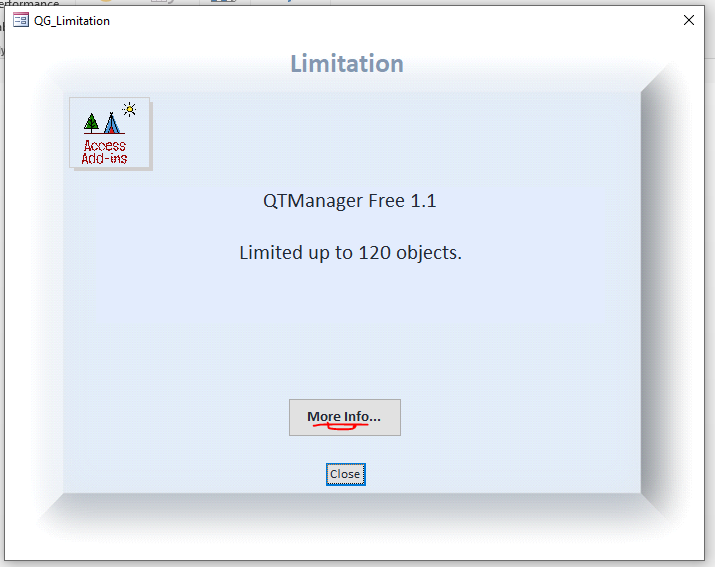 QG_Limitation
Limitation
Access
Add-ins
QTManager Free 1.1
Limited up to 120 objects.
More Info...
Close